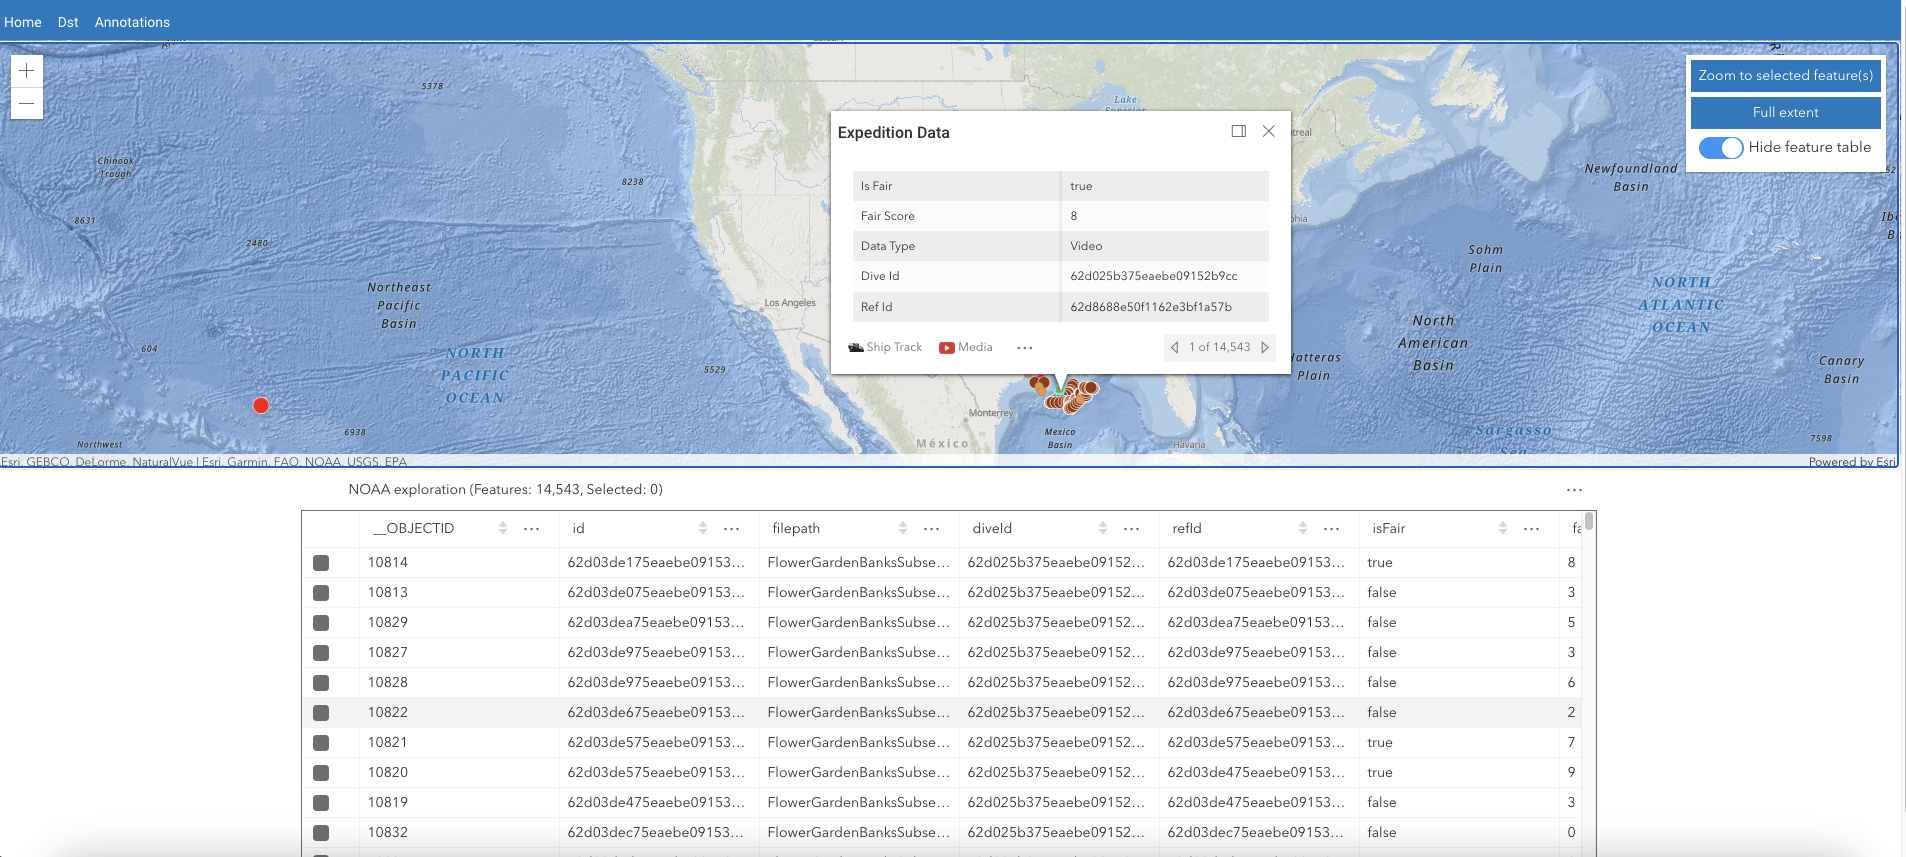 Home Dst Annotations
5378
Lake
Superior
Zoom to selected feature(s)
Full extent
Hide feature table
Expedition Data
Is Fair true
Fair Score 8
Data Type Video
Dive Id 62d025b375eaebe09152b9cc
Ref Id 62d8688e50f1162e3bf1a57b
Ship Track Media ... 1 of 14,543
Chinook
Trough
8238
8631
2480
Northeast
Pacific
Basin
Los Angeles
604
NORTH
PACIFIC
OCEAN
5529
6938
Northwest
Monterrey
México
Mexico
Basin
Havana
Newfoundland
Basin
Sohm
Plain
NORTH
ATLANTIC
OCEAN
North
American
Basin
Hatteras
Plain
Canary
Basin
Sargasso
Sea
7598
Esri, GEBCO, DeLorme, NaturalVue | Esri, Garmin, FAO, NOAA, USGS, EPA
Powered by Esri
NOAA exploration (Features: 14,543, Selected: 0) ...
__OBJECTID ... id ... filepath ... diveId ... refId ... isFair ... fa
10814 62d03de175eaebe09153... FlowerGardenBanksSubse... 62d025b375eaebe09152... 62d03de175eaebe09153... true 8
10813 62d03de075eaebe09153... FlowerGardenBanksSubse... 62d025b375eaebe09152... 62d03de075eaebe09153... false 3
10829 62d03dea75eaebe09153... FlowerGardenBanksSubse... 62d025b375eaebe09152... 62d03dea75eaebe09153... false 5
10827 62d03de975eaebe09153... FlowerGardenBanksSubse... 62d025b375eaebe09152... 62d03de975eaebe09153... false 3
10828 62d03de975eaebe09153... FlowerGardenBanksSubse... 62d025b375eaebe09152... 62d03de975eaebe09153... false 6
10822 62d03de675eaebe09153... FlowerGardenBanksSubse... 62d025b375eaebe09152... 62d03de675eaebe09153... false 2
10821 62d03de575eaebe09153... FlowerGardenBanksSubse... 62d025b375eaebe09152... 62d03de575eaebe09153... true 7
10820 62d03de575eaebe09153... FlowerGardenBanksSubse... 62d025b375eaebe09152... 62d03de475eaebe09153... true 9
10819 62d03de475eaebe09153... FlowerGardenBanksSubse... 62d025b375eaebe09152... 62d03de475eaebe09153... false 3
10832 62d03dec75eaebe09153... FlowerGardenBanksSubse... 62d025b375eaebe09152... 62d03dec75eaebe09153... false 0